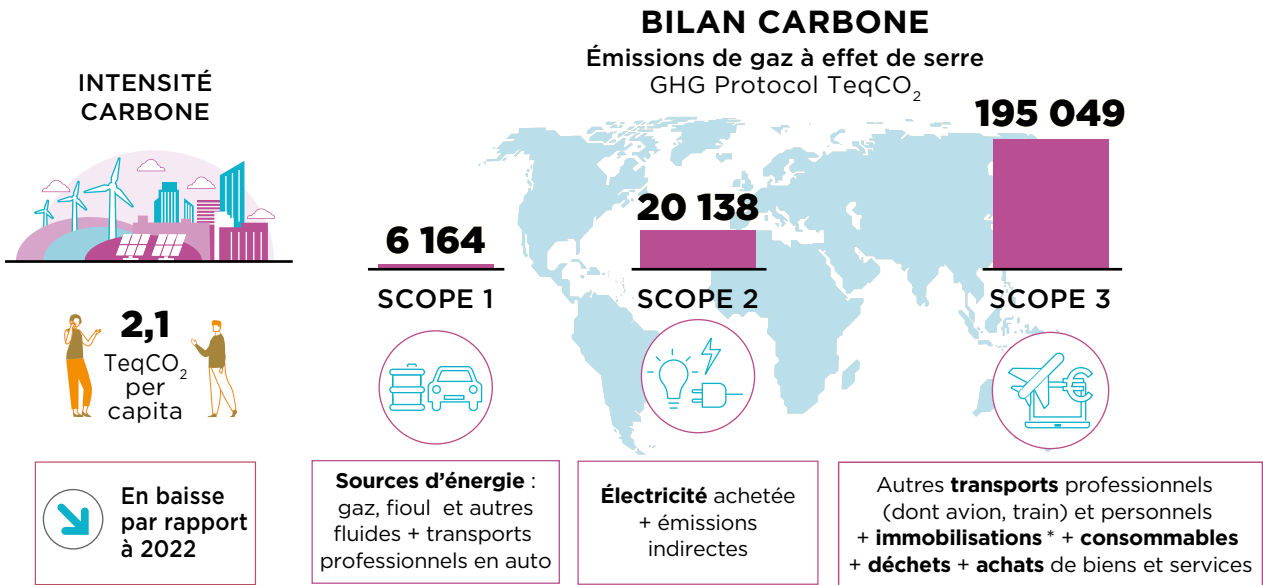 BILAN CARBONE
Émissions de gaz à effet de serre
GHG Protocol TeqCO₂
INTENSITÉ
CARBONE
2,1
TeqCO₂
per
capita
En baisse
par rapport
à 2022
6 164
SCOPE 1
Sources d'énergie :
gaz, fioul et autres
fluides + transports
professionnels en auto
20 138
SCOPE 2
Électricité achetée
+ émissions
indirectes
195 049
SCOPE 3
€
Autres transports professionnels
(dont avion, train) et personnels
+ immobilisations * + consommables
+ déchets + achats de biens et services